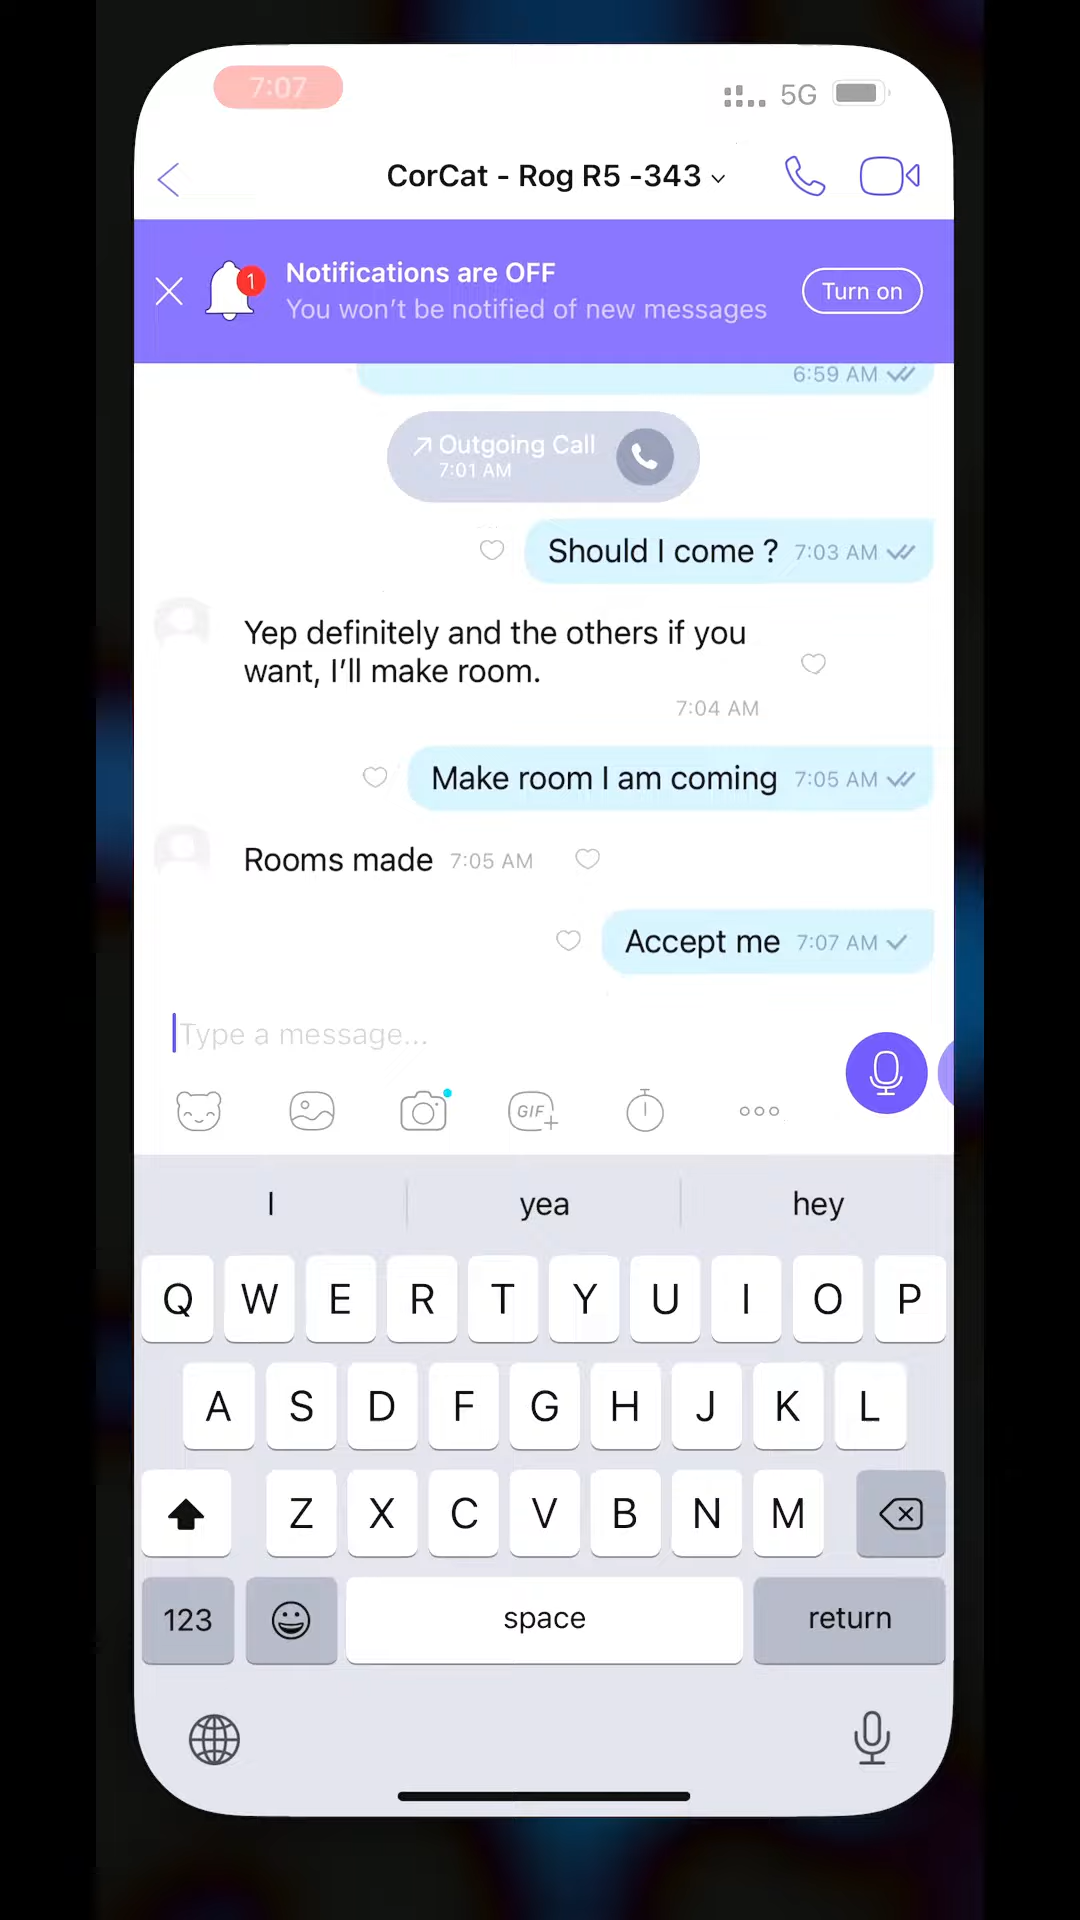 7:07
5G
CorCat - Rog R5 -343
1
Notifications are OFF
You won't be notified of new messages
Turn on
6:59 AM
Outgoing Call
7:01 AM
Should I come ? 7:03 AM
Yep definitely and the others if you
want, I'll make room.
7:04 AM
Make room I am coming 7:05 AM
Rooms made 7:05 AM
Accept me 7:07 AM
Type a message...
GIF
I yea hey
Q W E R T Y U I O P
A S D F G H J K L
Z X C V B N M
123 space return